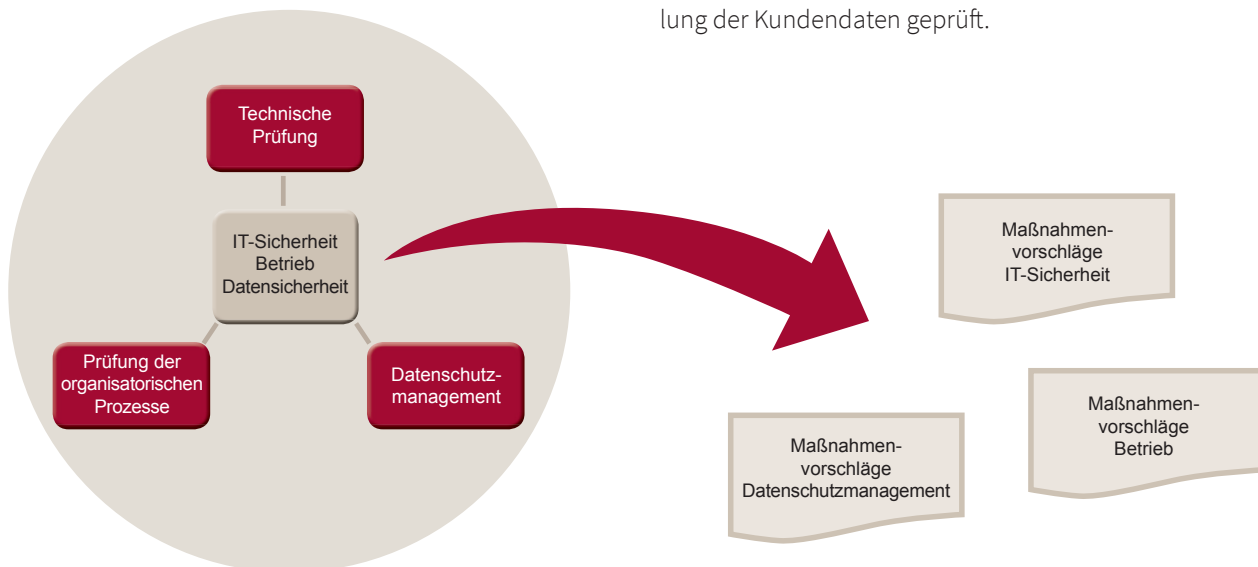 lung der Kundendaten geprüft.
Technische
Prüfung
IT-Sicherheit
Betrieb
Datensicherheit
Prüfung der
organisatorischen
Prozesse
Datenschutz-
management
Maßnahmen-
vorschläge
IT-Sicherheit
Maßnahmen-
vorschläge
Betrieb
Maßnahmen-
vorschläge
Datenschutzmanagement